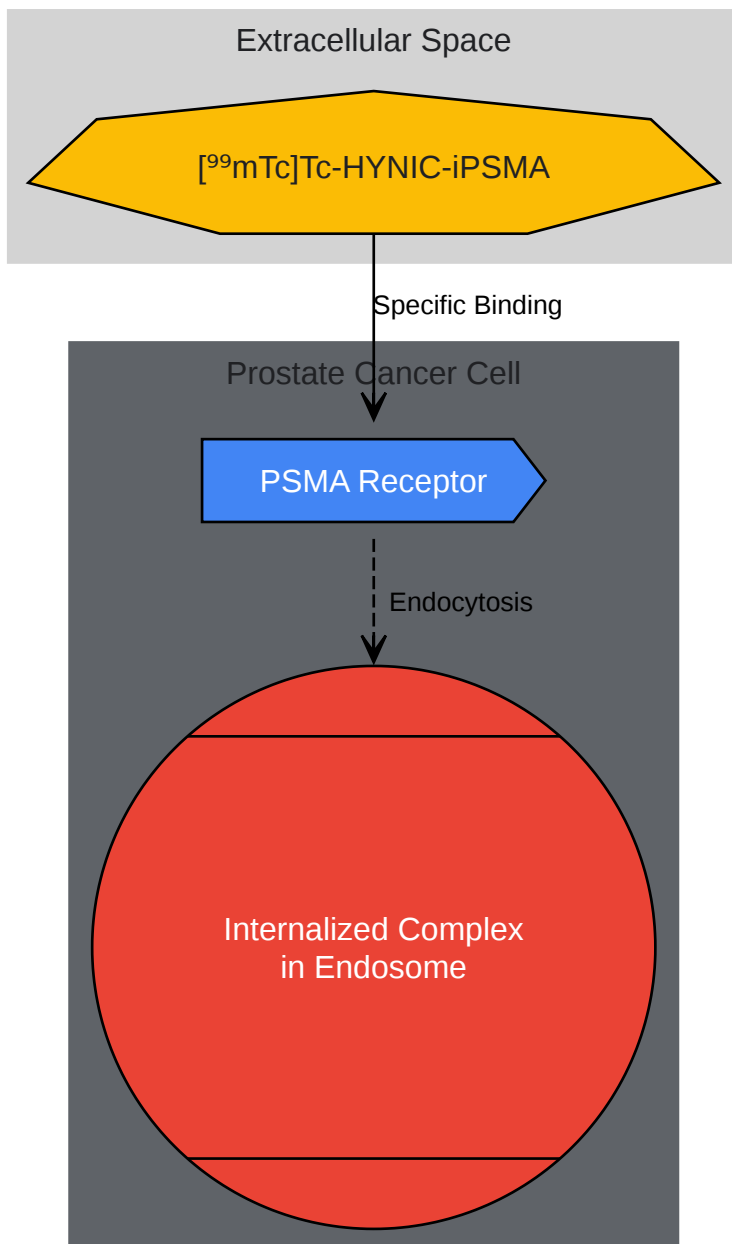 Extracellular Space
[⁹⁹mTc]Tc-HYNIC-iPSMA
Specific Binding
Prostate Cancer Cell
PSMA Receptor
Endocytosis
Internalized Complex
in Endosome